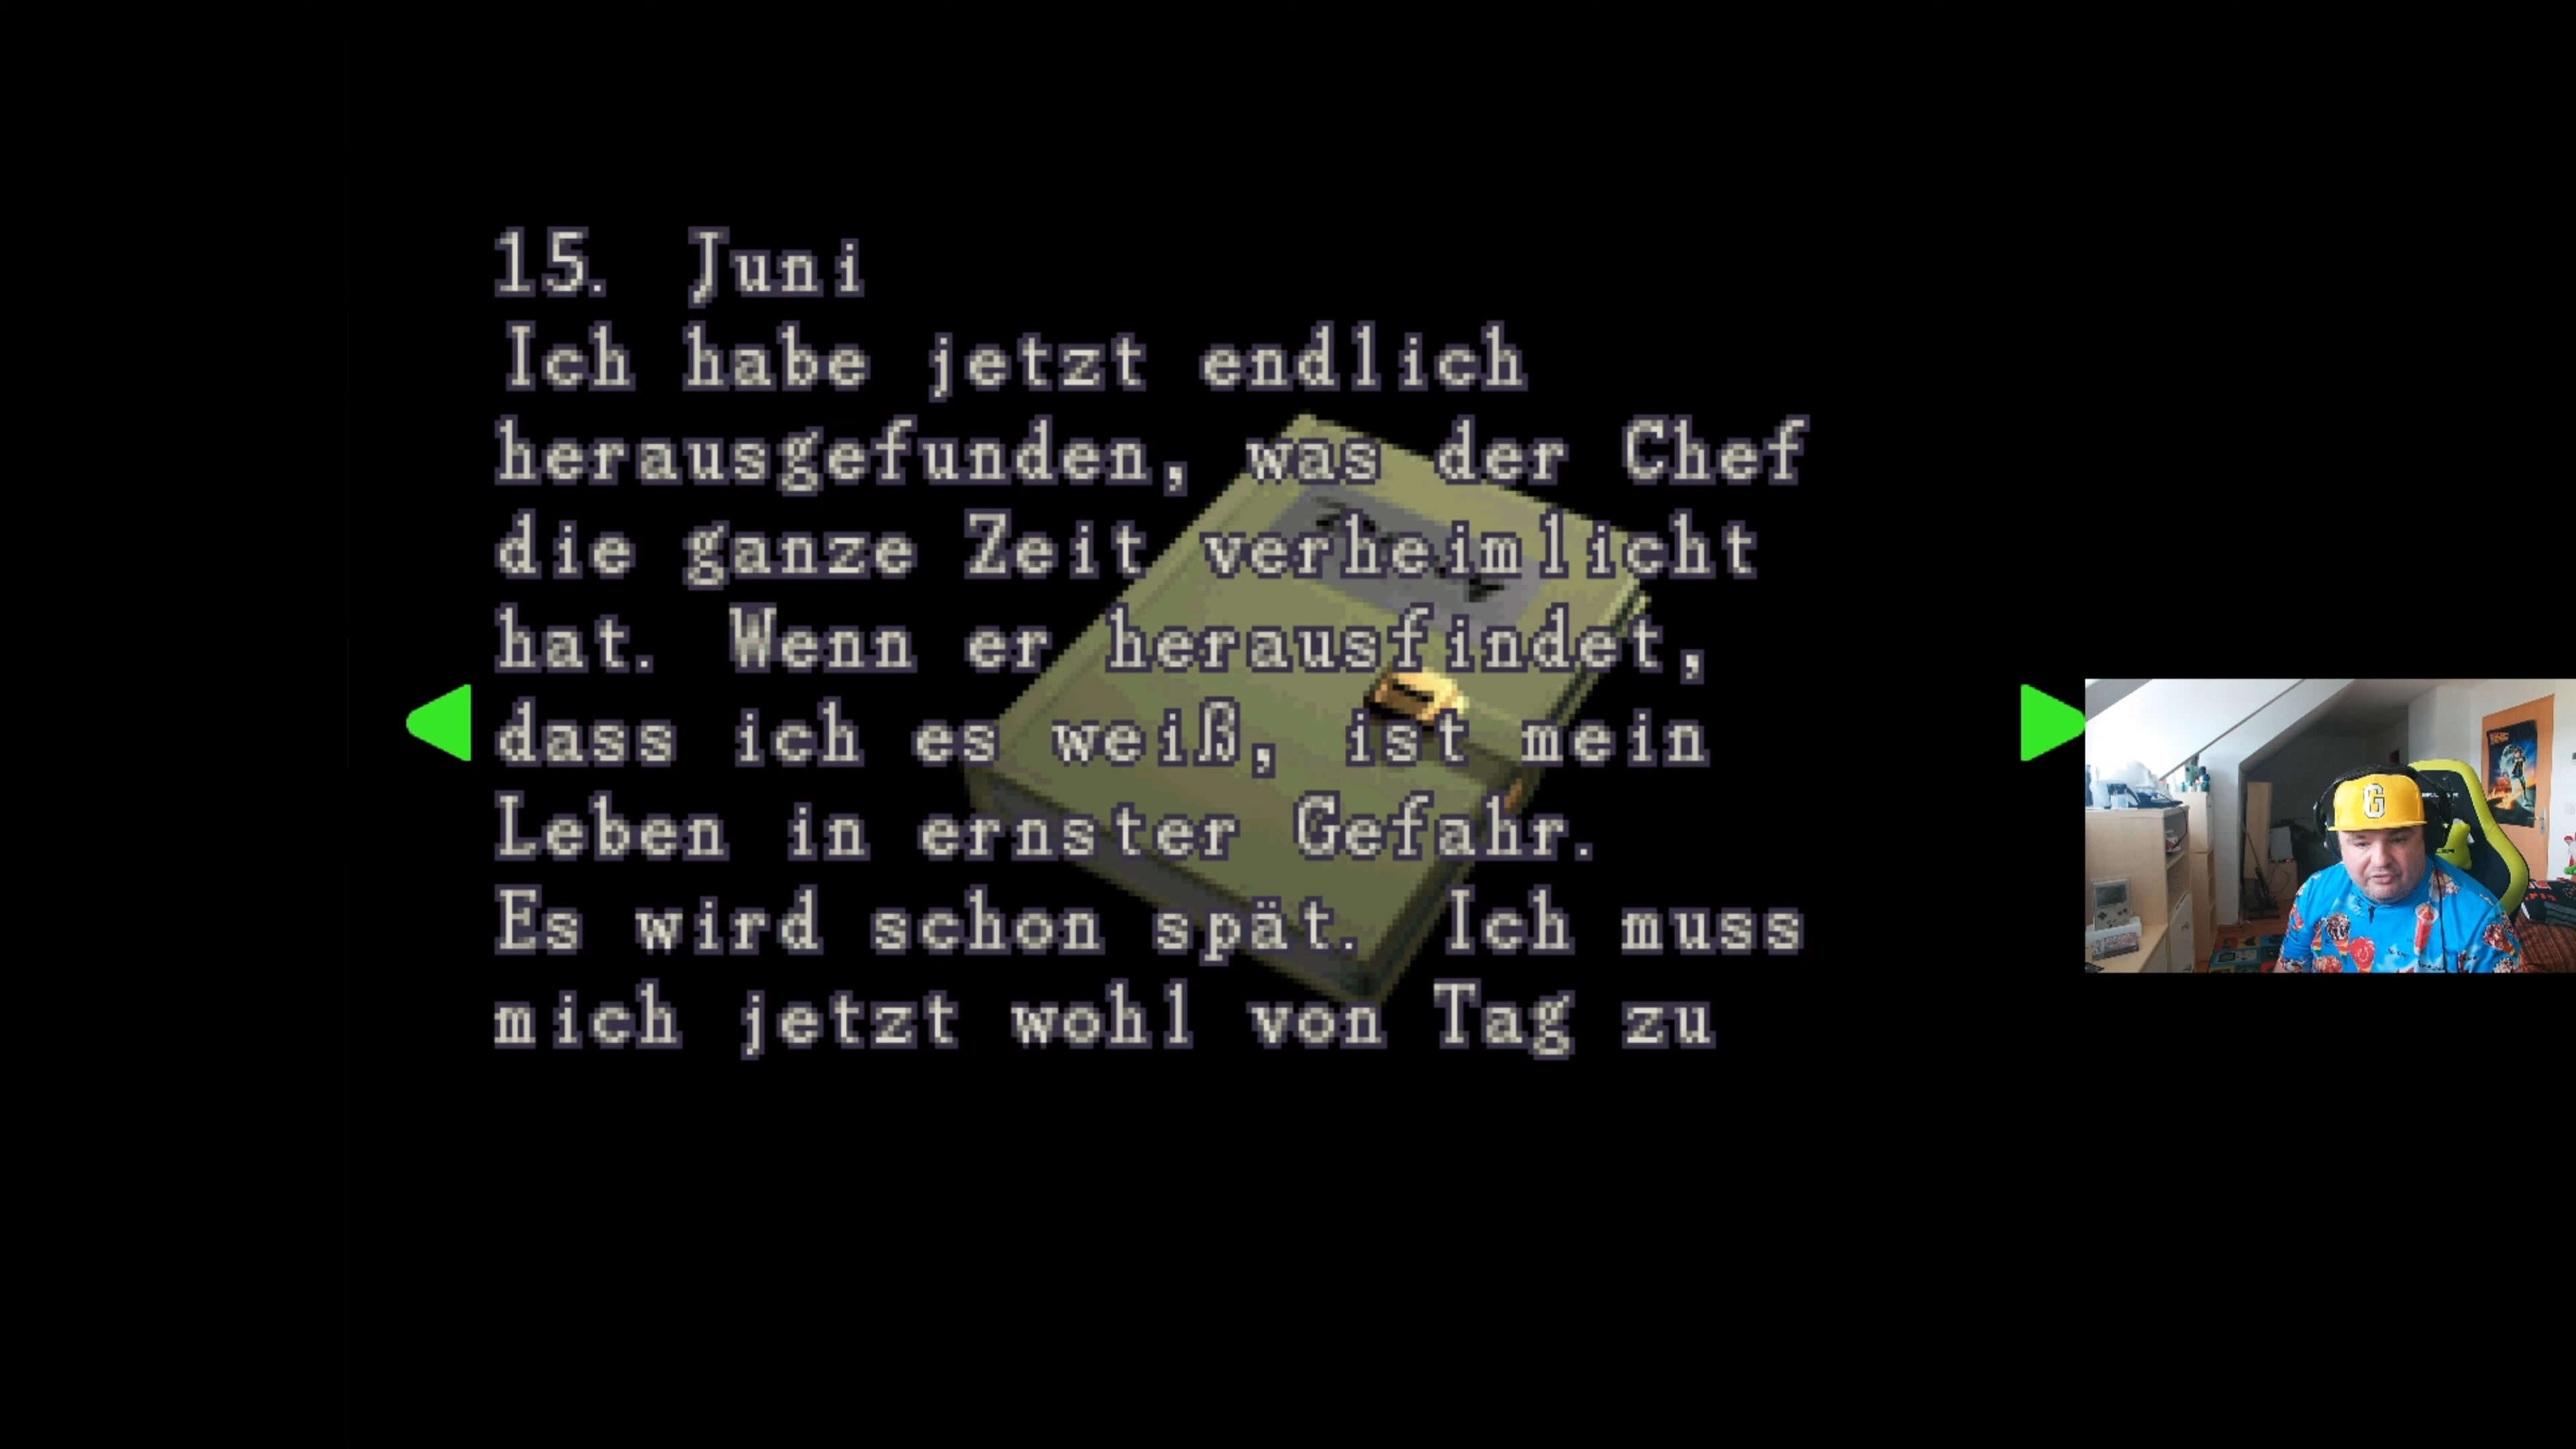 15. Juni
Ich habe jetzt endlich
herausgefunden, was der Chef
die ganze Zeit verheimlicht
hat. Wenn er herausfindet,
dass ich es weiß, ist mein
Leben in ernster Gefahr.
Es wird schon spät. Ich muss
mich jetzt wohl von Tag zu
G